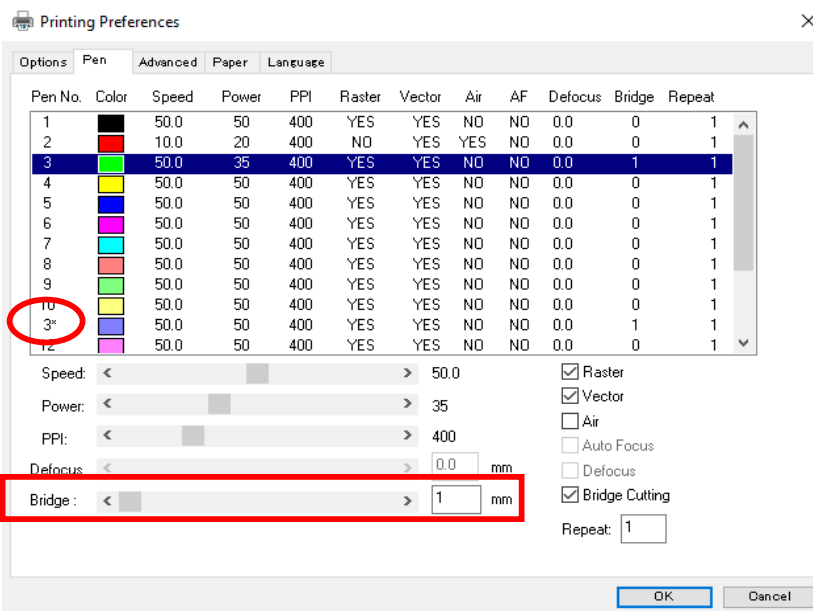 Printing Preferences
Options Pen Advanced Paper Language
Pen No. Color Speed Power PPI Raster Vector Air AF Defocus Bridge Repeat
1 50.0 50 400 YES YES NO NO 0.0 0 1
2 10.0 20 400 NO YES YES NO 0.0 0 1
3 50.0 35 400 YES YES NO NO 0.0 1 1
4 50.0 50 400 YES YES NO NO 0.0 0 1
5 50.0 50 400 YES YES NO NO 0.0 0 1
6 50.0 50 400 YES YES NO NO 0.0 0 1
7 50.0 50 400 YES YES NO NO 0.0 0 1
8 50.0 50 400 YES YES NO NO 0.0 0 1
9 50.0 50 400 YES YES NO NO 0.0 0 1
10 50.0 50 400 YES YES NO NO 0.0 0 1
3* 50.0 50 400 YES YES NO NO 0.0 1 1
12 50.0 50 400 YES YES NO NO 0.0 0 1
Speed: 50.0 Raster
Vector
Power: 35
Air
PPI: 400
Auto Focus
Defocus 0.0 mm Defocus
Bridge : 1 mm Bridge Cutting
Repeat: 1
OK Cancel